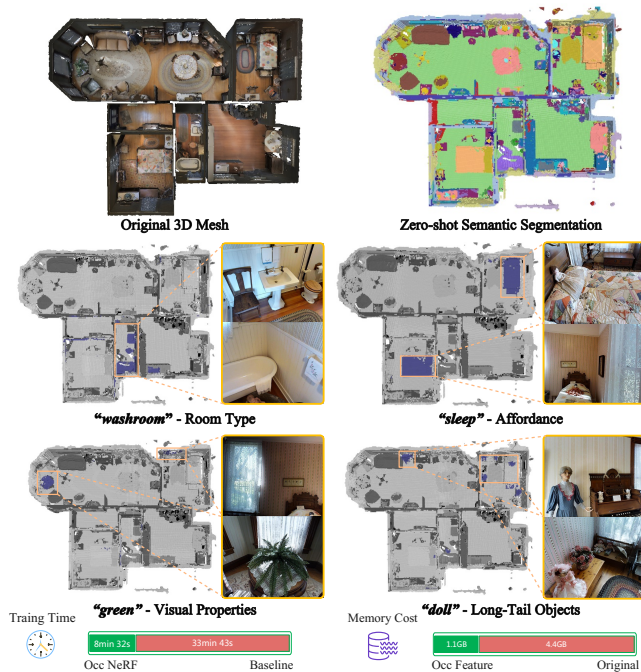 Original 3D Mesh
Zero-shot Semantic Segmentation
“washroom” - Room Type
“sleep” - Affordance
“green” - Visual Properties
“doll” - Long-Tail Objects
Traing Time
8min 32s
33min 43s
Occ NeRF
Baseline
Memory Cost
1.1GB
4.4GB
Occ Feature
Original